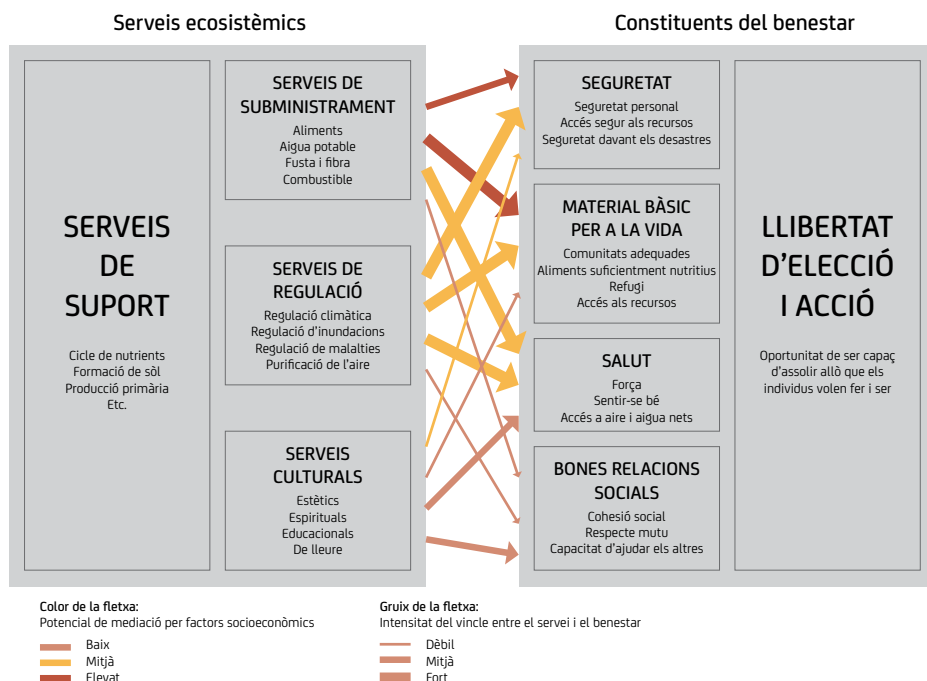 Serveis ecosistèmics
Constituents del benestar
SERVEIS
DE
SUPORT
Cicle de nutrients
Formació de sòl
Producció primària
Etc.
SERVEIS DE
SUBMINISTRAMENT
Aliments
Aigua potable
Fusta i fibra
Combustible
SERVEIS DE
REGULACIÓ
Regulació climàtica
Regulació d'inundacions
Regulació de malalties
Purificació de l'aire
SERVEIS
CULTURALS
Estètics
Espirituals
Educacionals
De lleure
SEGURETAT
Seguretat personal
Accés segur als recursos
Seguretat davant els desastres
MATERIAL BÀSIC
PER A LA VIDA
Comunitats adequades
Aliments suficientment nutritius
Refugi
Accés als recursos
SALUT
Força
Sentir-se bé
Accés a aire i aigua nets
BONES RELACIONS
SOCIALS
Cohesió social
Respecte mutu
Capacitat d'ajudar els altres
LLIBERTAT
D'ELECCIÓ
I ACCIÓ
Oportunitat de ser capaç
d'assolir allò que els
individus volen fer i ser
Color de la fletxa:
Potencial de mediació per factors socioeconòmics
Baix
Mitjà
Elevat
Gruix de la fletxa:
Intensitat del vincle entre el servei i el benestar
Dèbil
Mitjà
Fort